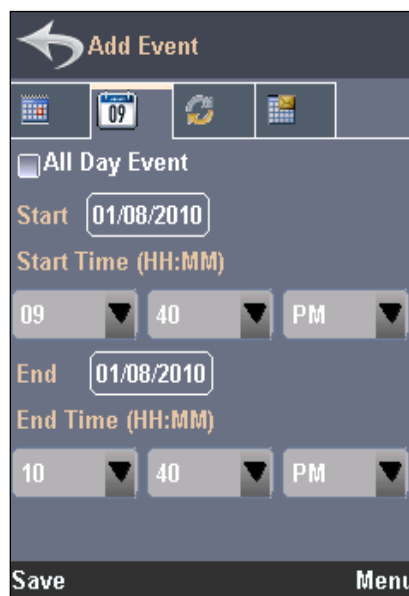 Add Event
09
All Day Event
Start 01/08/2010
Start Time (HH:MM)
09 40 PM
End 01/08/2010
End Time (HH:MM)
10 40 PM
Save Menu